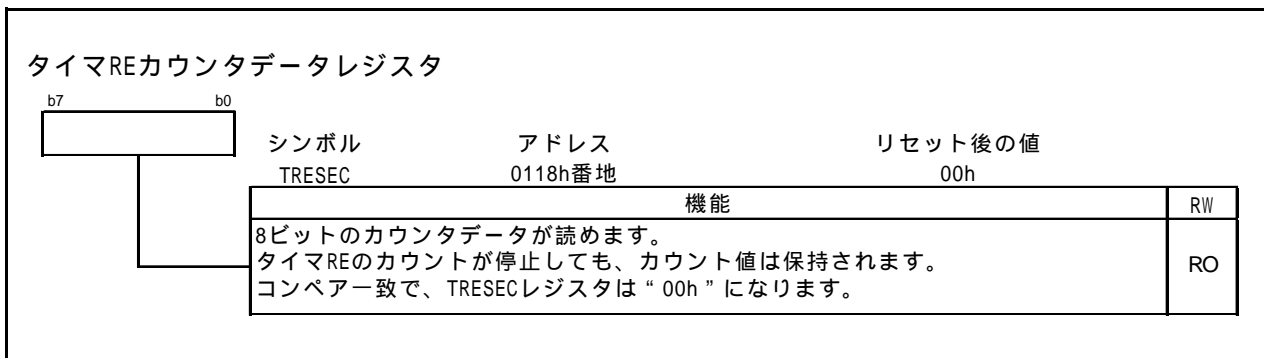 タイマREカウンタデータレジスタ
b7 b0
シンボル アドレス リセット後の値
TRESEC 0118h番地 00h
機能 RW
8ビットのカウンタデータが読めます。
タイマREのカウントが停止しても、カウント値は保持されます。
コンペア一致で、TRESECレジスタは“00h”になります。
RO